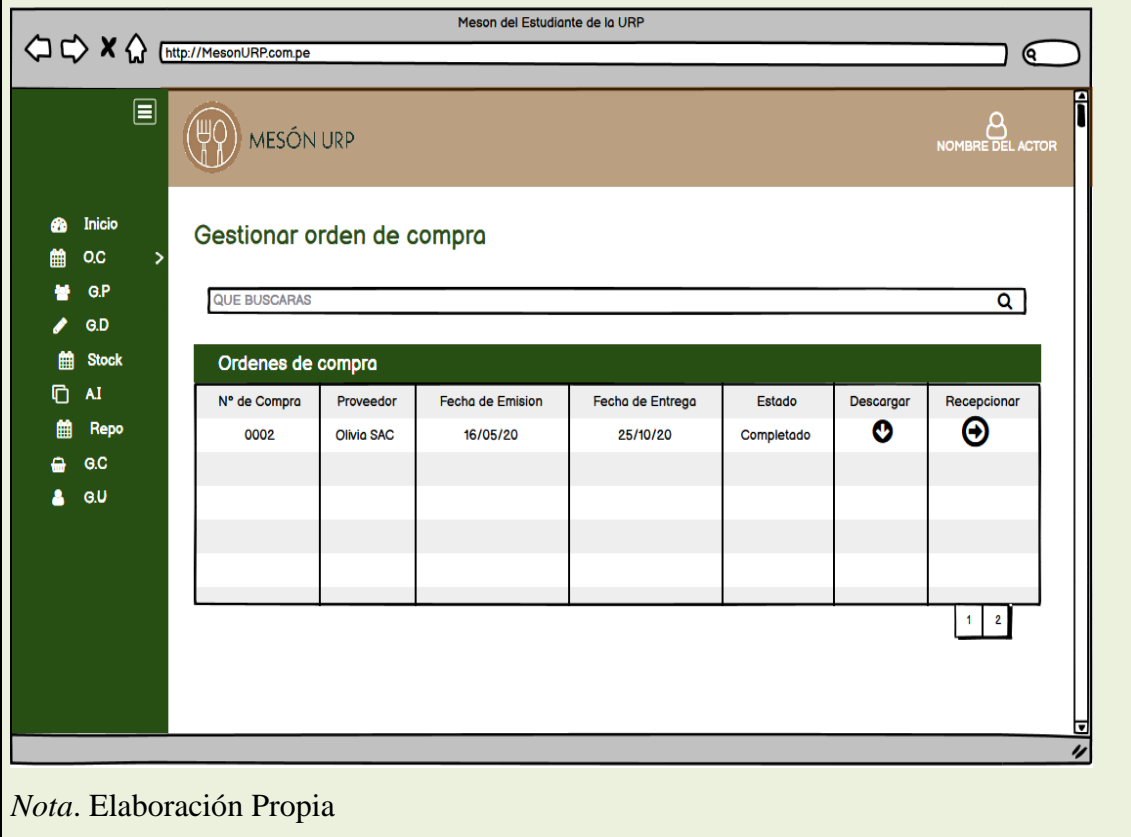 Meson del Estudiante de la URP
http://MesonURP.com.pe
MESÓN URP
NOMBRE DEL ACTOR
Inicio
O.C
G.P
G.D
Stock
A.I
Repo
G.C
G.U
Gestionar orden de compra
QUE BUSCARAS
Ordenes de compra
Nº de Compra Proveedor Fecha de Emision Fecha de Entrega Estado Descargar Recepcionar
0002 Olivia SAC 16/05/20 25/10/20 Completado
1 2
Nota. Elaboración Propia